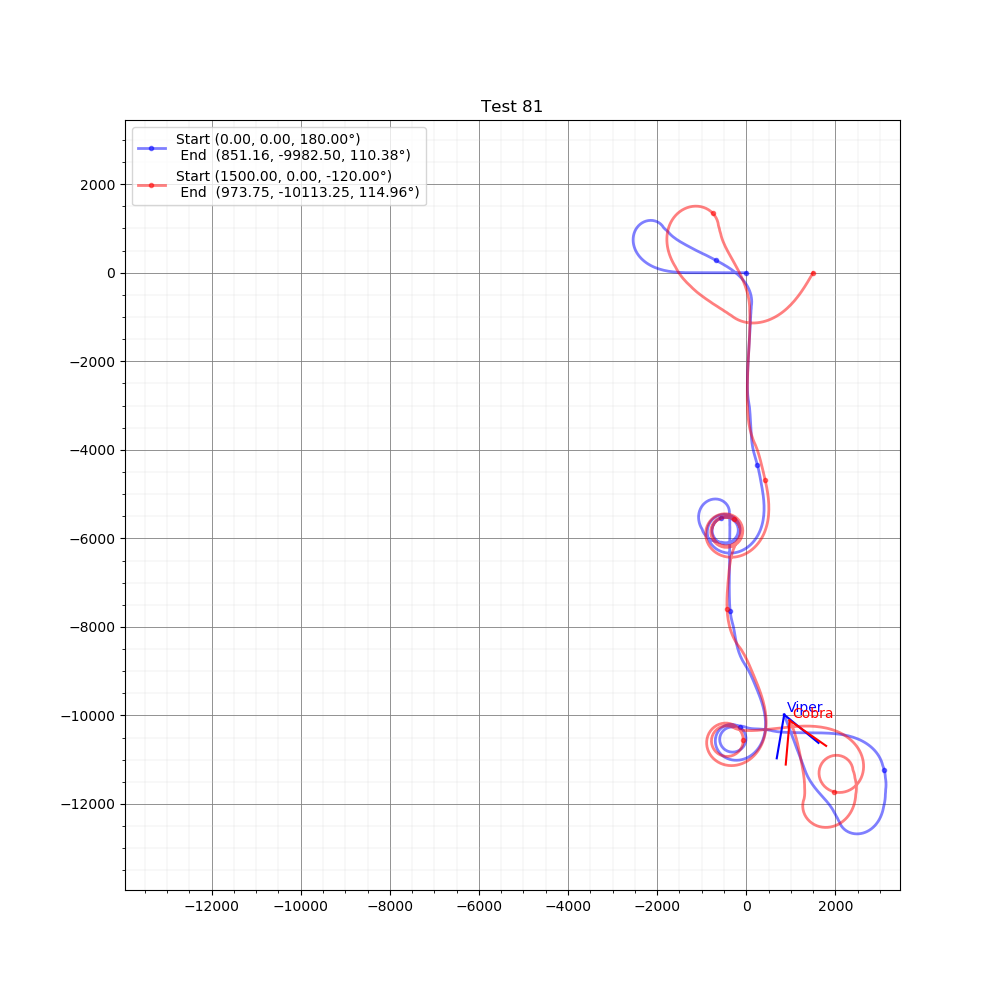 Test 81
Start (0.00, 0.00, 180.00°)
End (851.16, -9982.50, 110.38°)
Start (1500.00, 0.00, -120.00°)
End (973.75, -10113.25, 114.96°)
2000
0
−2000
−4000
−6000
−8000
−10000
−12000
Viper
Cobra
−12000 −10000 −8000 −6000 −4000 −2000 0 2000